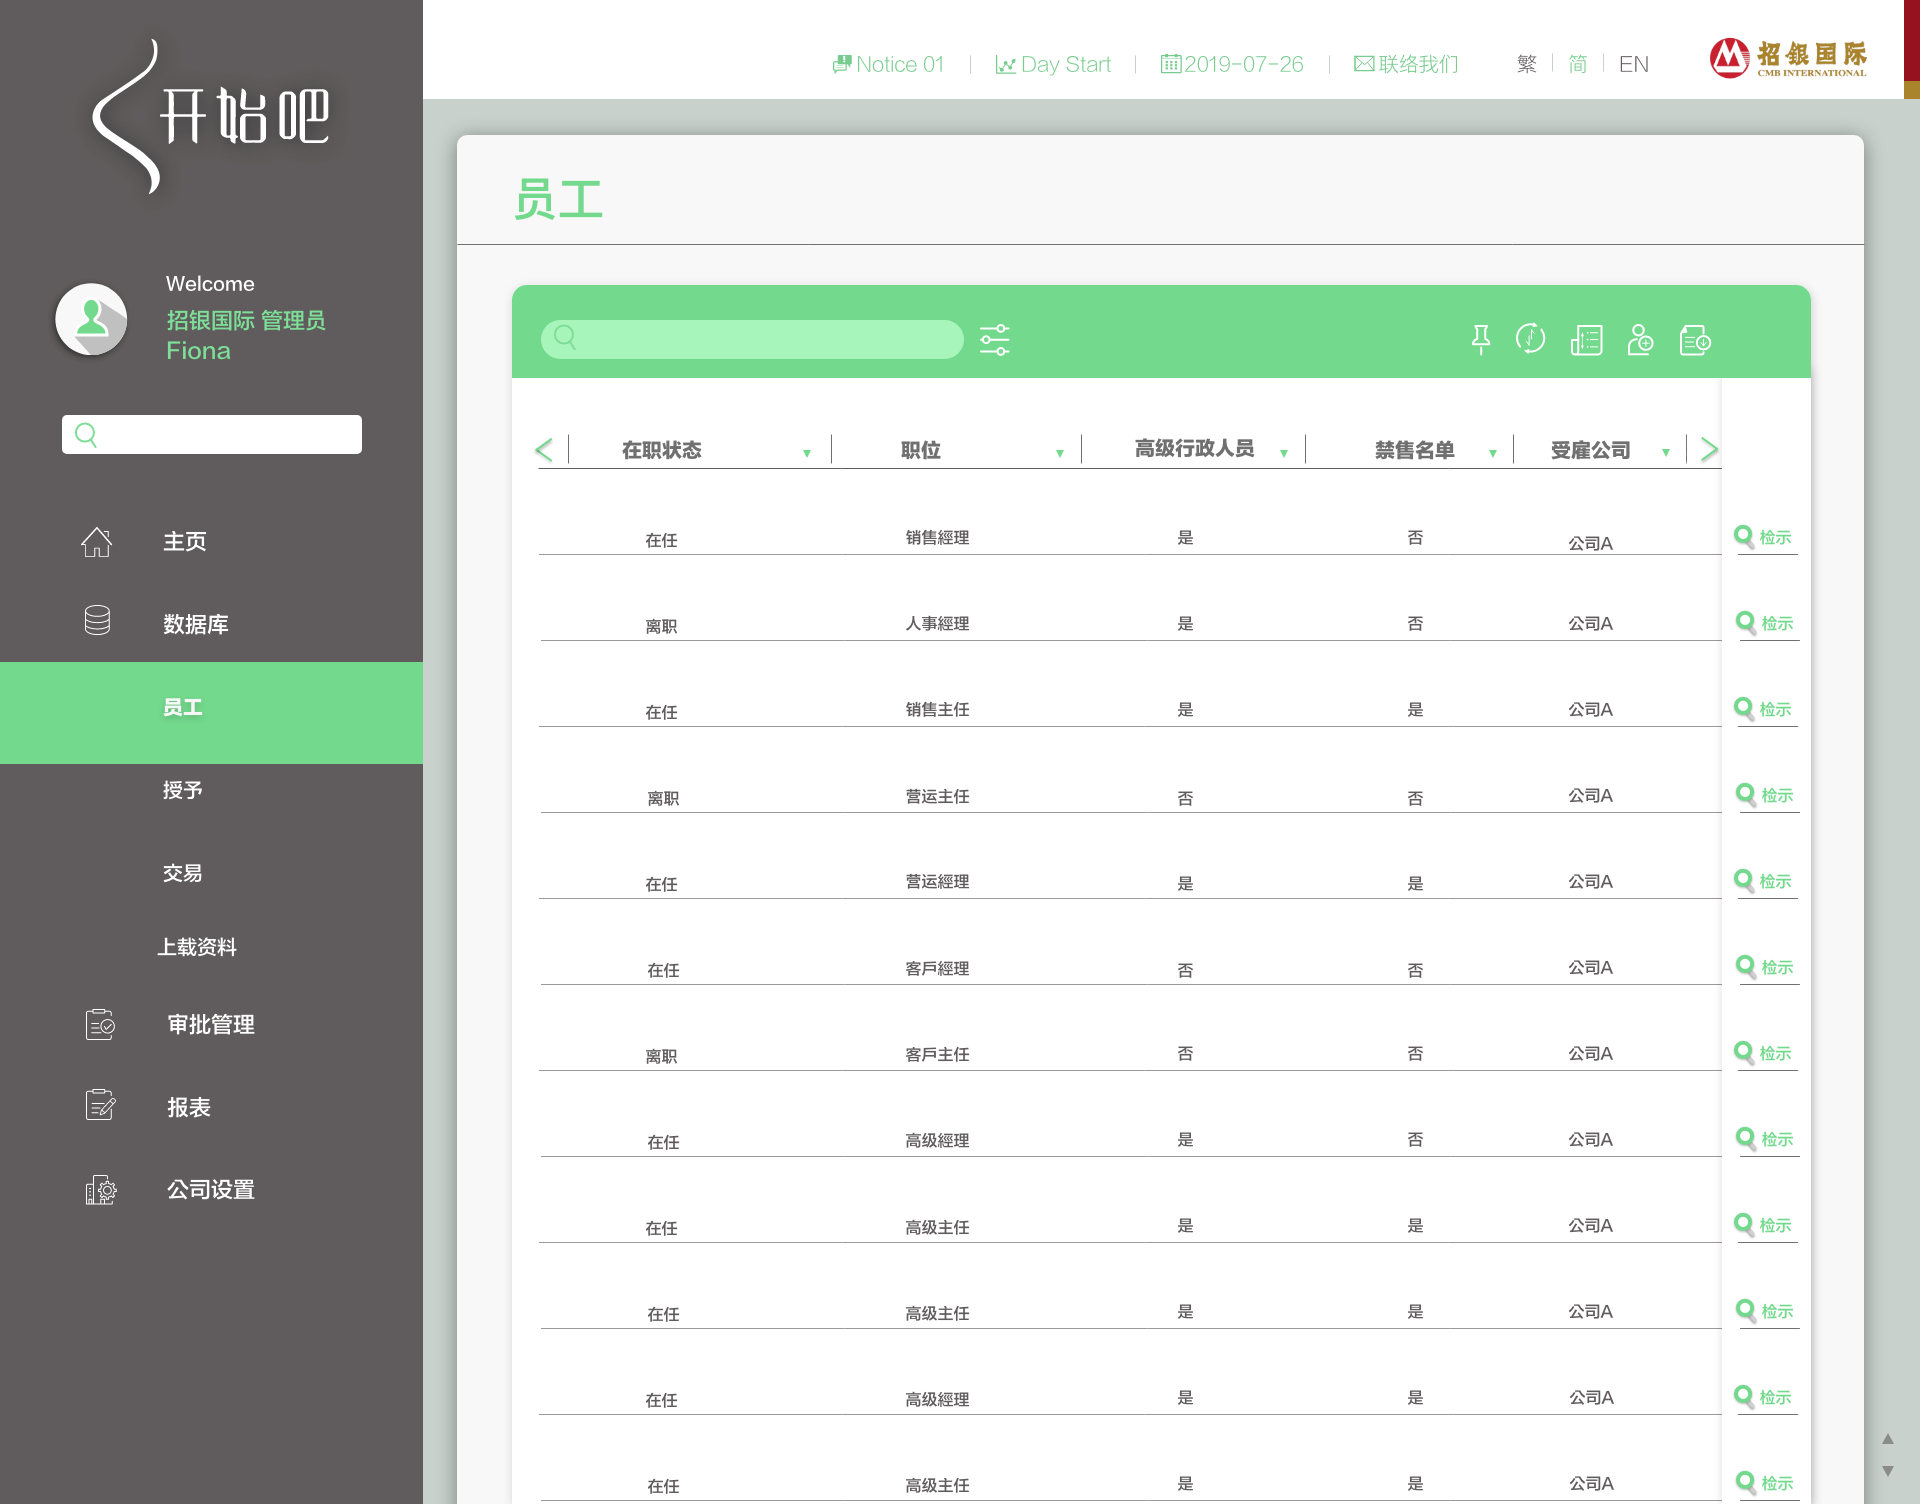 开始吧
Notice 01
Day Start
2019-07-26
联络我们
繁
简
EN
招银国际
CMB INTERNATIONAL
Welcome
招银国际 管理员
Fiona
主页
数据库
员工
授予
交易
上载资料
审批管理
报表
公司设置
员工
在职状态 ▼ 职位 ▼ 高级行政人员 ▼ 禁售名单 ▼ 受雇公司 ▼
在任 销售經理 是 否 公司A 检示
离职 人事經理 是 否 公司A 检示
在任 销售主任 是 是 公司A 检示
离职 营运主任 否 否 公司A 检示
在任 营运經理 是 是 公司A 检示
在任 客戶經理 否 否 公司A 检示
离职 客戶主任 否 否 公司A 检示
在任 高级經理 是 否 公司A 检示
在任 高级主任 是 是 公司A 检示
在任 高级主任 是 是 公司A 检示
在任 高级經理 是 是 公司A 检示
在任 高级主任 是 是 公司A 检示